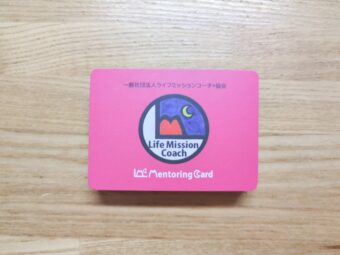 一般社団法人ライフミッションコーチ®協会
Life Mission
Coach
LMC Mentoring Card